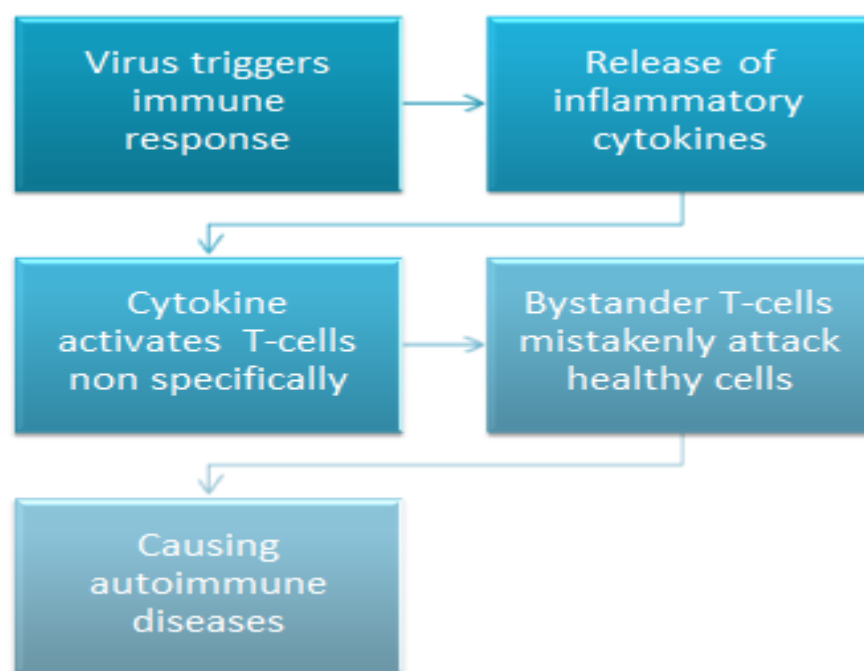 Virus triggers
immune
response
Release of
inflammatory
cytokines
Cytokine
activates T-cells
non specifically
Bystander T-cells
mistakenly attack
healthy cells
Causing
autoimmune
diseases